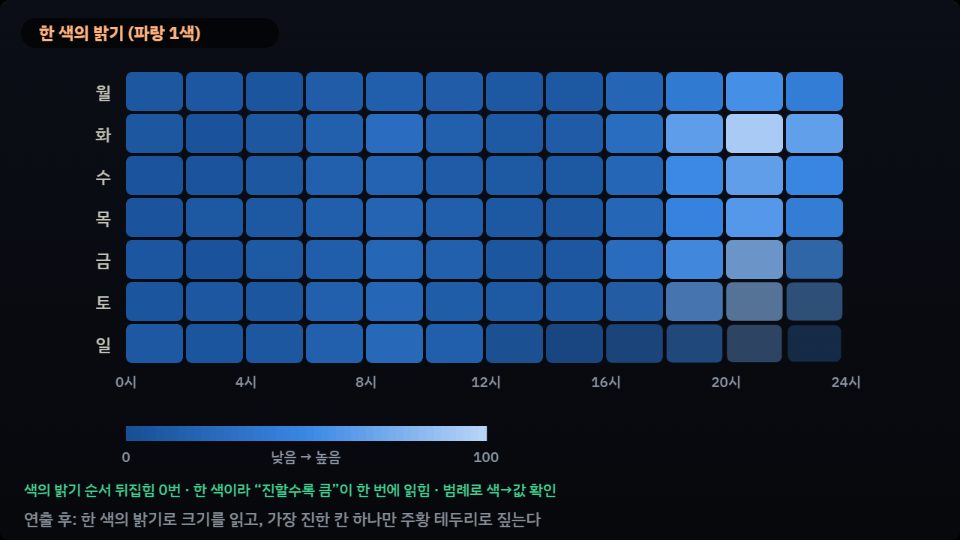 한 색의 밝기 (파랑 1색)
월
화
수
목
금
토
일
0시 4시 8시 12시 16시 20시 24시
0 낮음 → 높음 100
색의 밝기 순서 뒤집힘 0번 · 한 색이라 “진할수록 큼”이 한 번에 읽힘 · 범례로 색→값 확인
연출 후: 한 색의 밝기로 크기를 읽고, 가장 진한 칸 하나만 주황 테두리로 짚는다